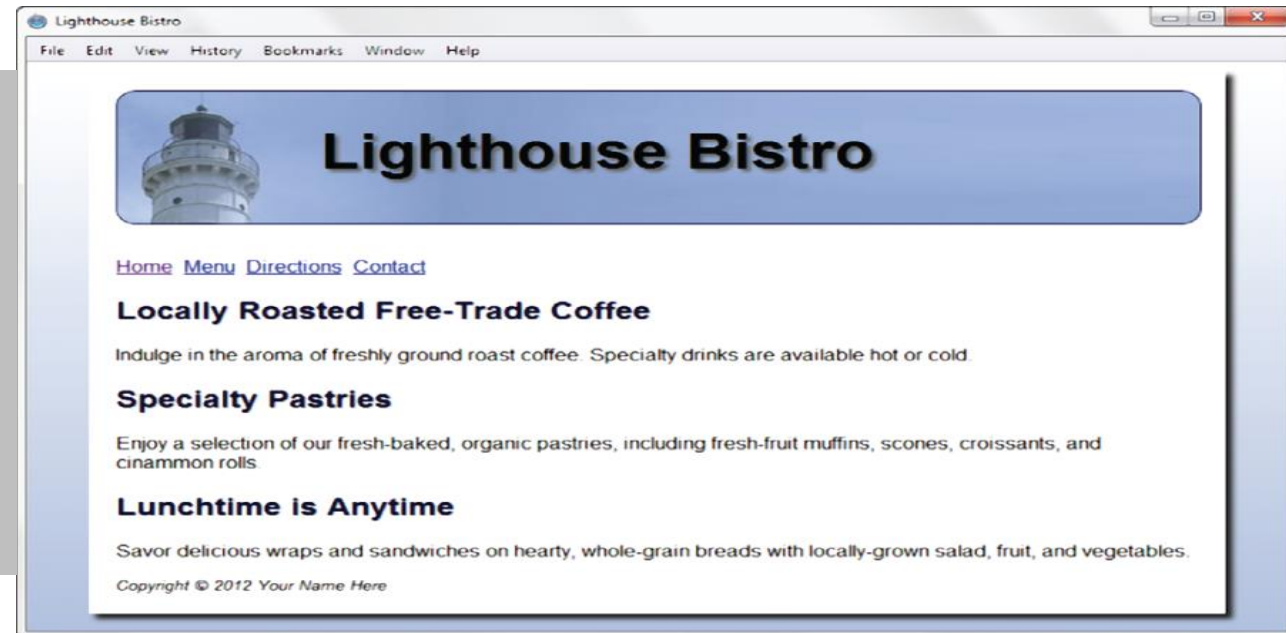 Lighthouse Bistro
File Edit View History Bookmarks Window Help
Lighthouse Bistro
Home Menu Directions Contact
Locally Roasted Free-Trade Coffee
Indulge in the aroma of freshly ground roast coffee. Specialty drinks are available hot or cold.
Specialty Pastries
Enjoy a selection of our fresh-baked, organic pastries, including fresh-fruit muffins, scones, croissants, and
cinammon rolls.
Lunchtime is Anytime
Savor delicious wraps and sandwiches on hearty, whole-grain breads with locally-grown salad, fruit, and vegetables.
Copyright © 2012 Your Name Here